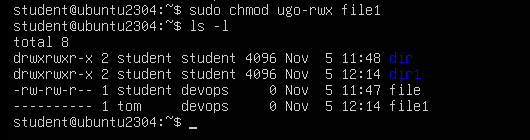 student@ubuntu2304:~$ sudo chmod ugo-rwx file1
student@ubuntu2304:~$ ls -l
total 8
drwxrwxr-x 2 student student 4096 Nov  5 11:48 dir
drwxrwxr-x 2 student student 4096 Nov  5 12:14 dir1
-rw-rw-r-- 1 student devops     0 Nov  5 11:47 file
---------- 1 tom     devops     0 Nov  5 12:14 file1
student@ubuntu2304:~$ _